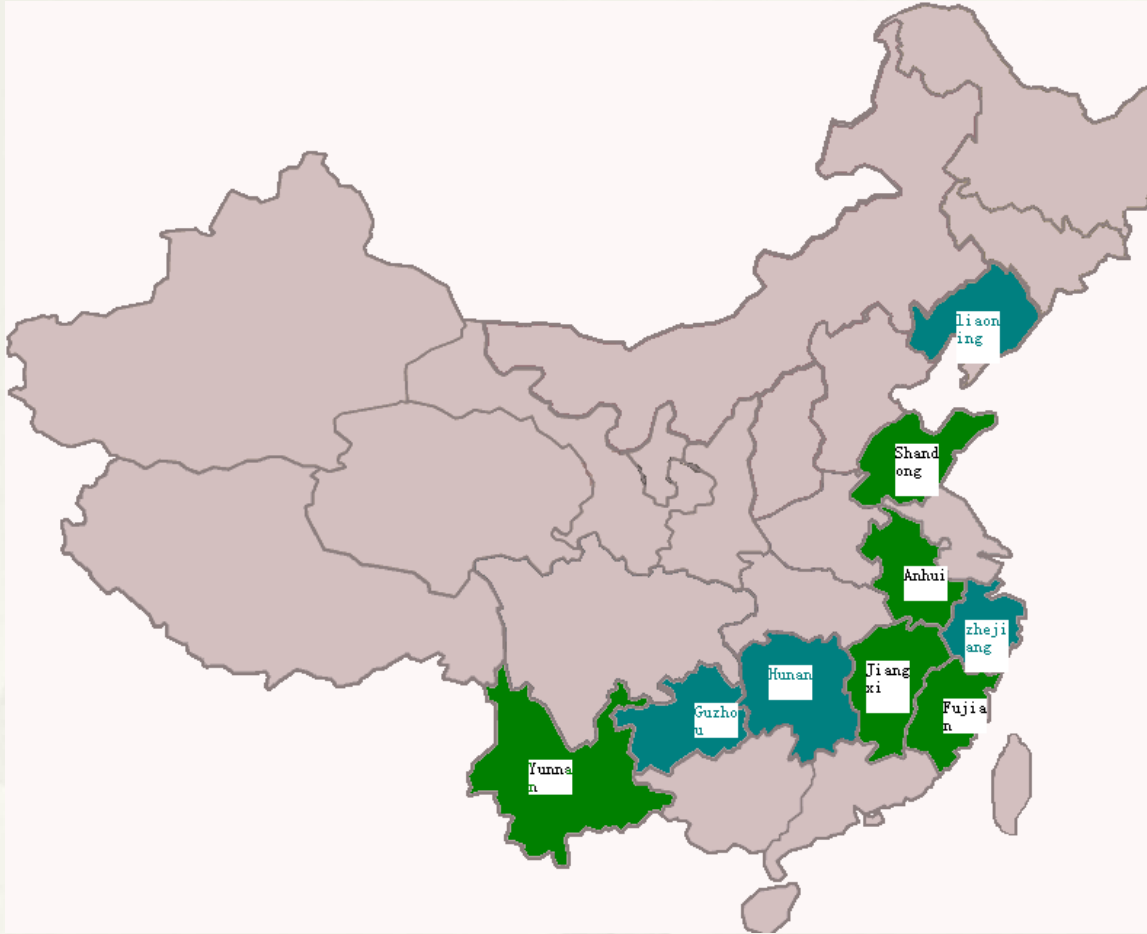 liaon
ing
Shand
ong
Anhui
zheji
ang
Hunan
Jiang
xi
Guzho
u
Fujia
n
Yunna
n